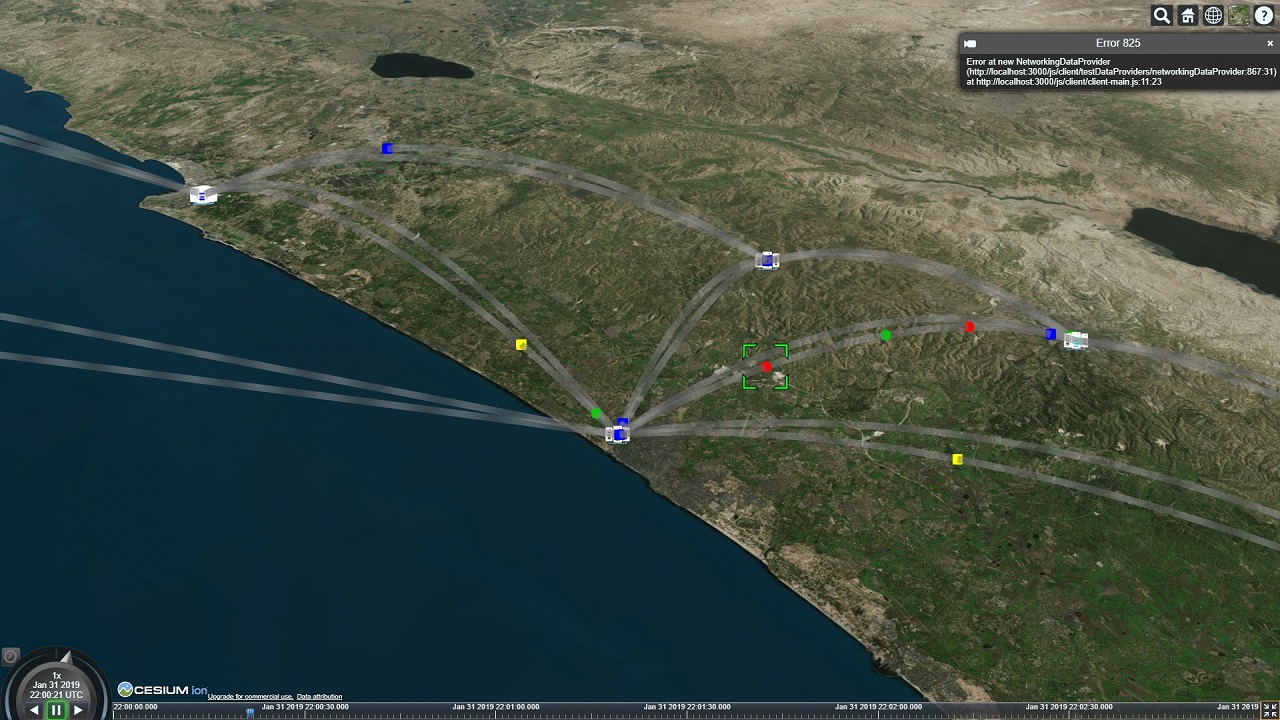 ?
Error 825
×
Error at new NetworkingDataProvider
(http://localhost:3000/js/client/testDataProviders/networkingDataProvider:867:31)
at http://localhost:3000/js/client/client-main.js:11:23
1x
Jan 31 2019
22:00:21 UTC
CESIUM ion
Upgrade for commercial use. Data attribution
22:00:00.000 Jan 31 2019 22:00:30.000 Jan 31 2019 22:01:00.000 Jan 31 2019 22:01:30.000 Jan 31 2019 22:02:00.000 Jan 31 2019 22:02:30.000 Jan 31 2019